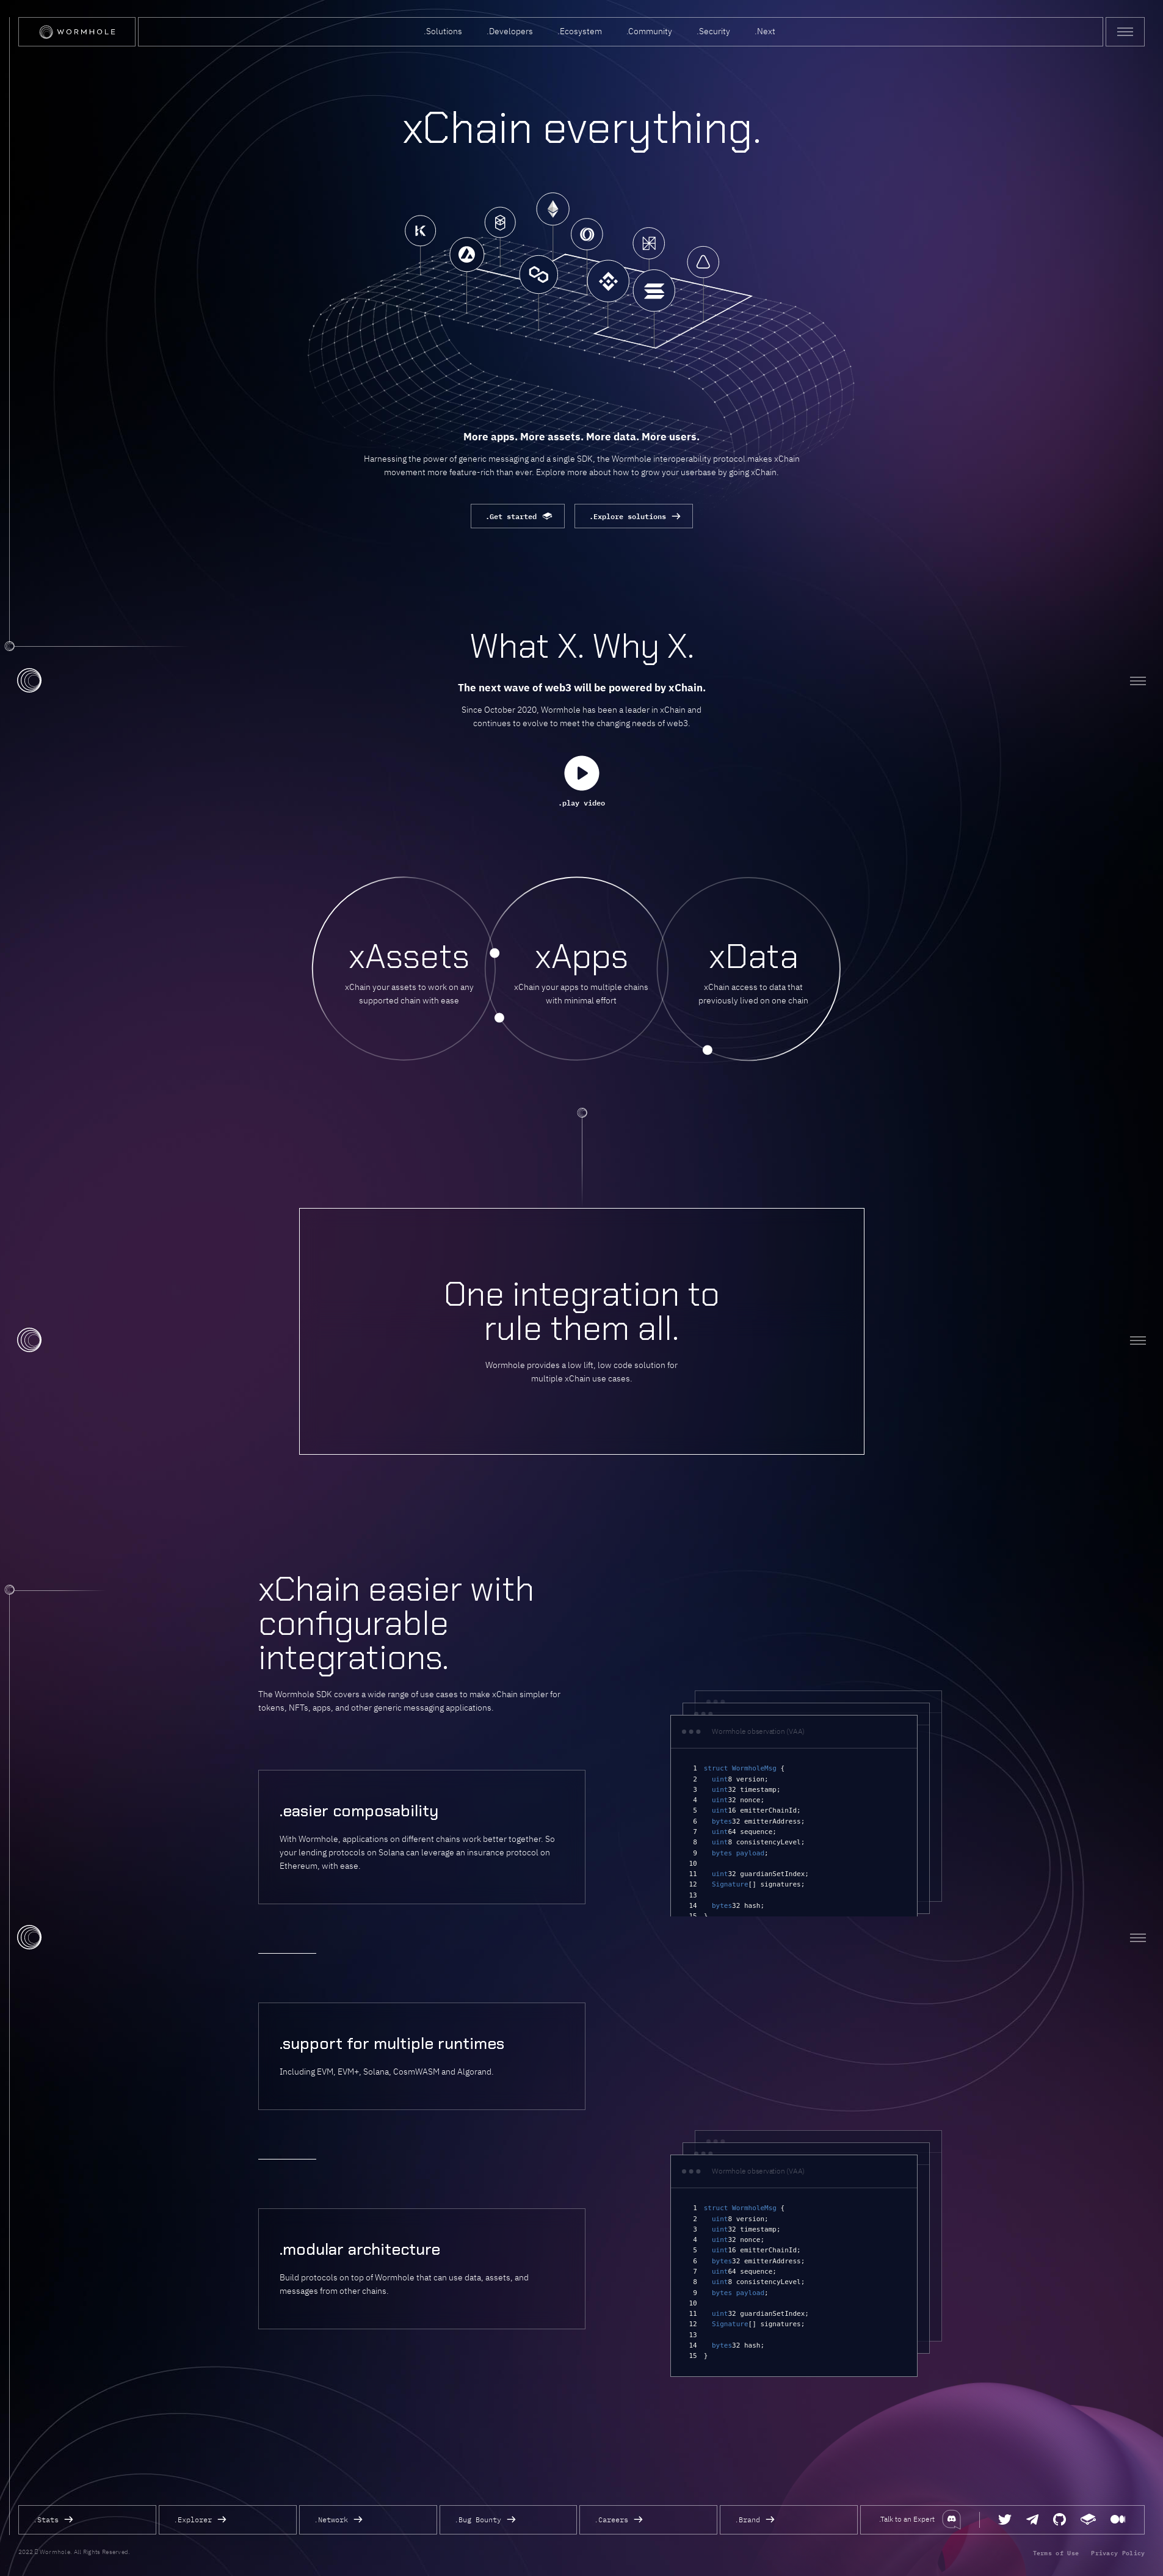 WORMHOLE
.Solutions .Developers .Ecosystem .Community .Security .Next
xChain everything.
More apps. More assets. More data. More users.
Harnessing the power of generic messaging and a single SDK, the Wormhole interoperability protocol makes xChain
movement more feature-rich than ever. Explore more about how to grow your userbase by going xChain.
.Get started
.Explore solutions
What X. Why X.
The next wave of web3 will be powered by xChain.
Since October 2020, Wormhole has been a leader in xChain and
continues to evolve to meet the changing needs of web3.
.play video
xAssets
xChain your assets to work on any
supported chain with ease
xApps
xChain your apps to multiple chains
with minimal effort
xData
xChain access to data that
previously lived on one chain
One integration to
rule them all.
Wormhole provides a low lift, low code solution for
multiple xChain use cases.
xChain easier with
configurable
integrations.
The Wormhole SDK covers a wide range of use cases to make xChain simpler for
tokens, NFTs, apps, and other generic messaging applications.
.easier composability
With Wormhole, applications on different chains work better together. So
your lending protocols on Solana can leverage an insurance protocol on
Ethereum, with ease.
Wormhole observation (VAA)
1 struct WormholeMsg {
2 uint8 version;
3 uint32 timestamp;
4 uint32 nonce;
5 uint16 emitterChainId;
6 bytes32 emitterAddress;
7 uint64 sequence;
8 uint8 consistencyLevel;
9 bytes payload;
10
11 uint32 guardianSetIndex;
12 Signature[] signatures;
13
14 bytes32 hash;
15 }
.support for multiple runtimes
Including EVM, EVM+, Solana, CosmWASM and Algorand.
.modular architecture
Build protocols on top of Wormhole that can use data, assets, and
messages from other chains.
Wormhole observation (VAA)
1 struct WormholeMsg {
2 uint8 version;
3 uint32 timestamp;
4 uint32 nonce;
5 uint16 emitterChainId;
6 bytes32 emitterAddress;
7 uint64 sequence;
8 uint8 consistencyLevel;
9 bytes payload;
10
11 uint32 guardianSetIndex;
12 Signature[] signatures;
13
14 bytes32 hash;
15 }
.Stats
.Explorer
.Network
.Bug Bounty
.Careers
.Brand
.Talk to an Expert
2022 Wormhole. All Rights Reserved.
Terms of Use Privacy Policy